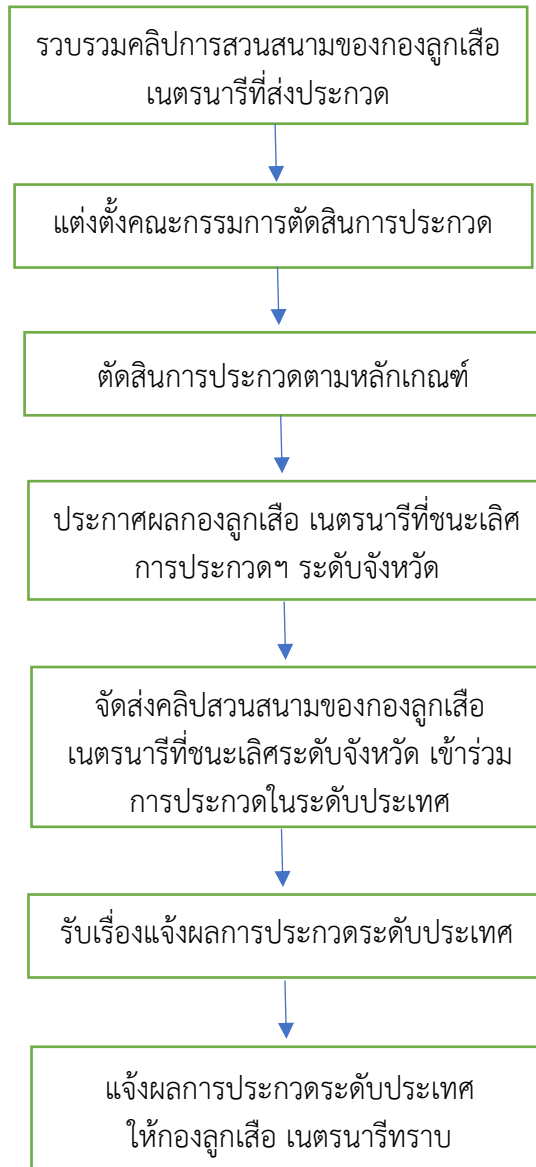 รวบรวมคลิปการสวนสนามของกองลูกเสือ
เนตรนารีที่ส่งประกวด
แต่งตั้งคณะกรรมการตัดสินการประกวด
ตัดสินการประกวดตามหลักเกณฑ์
ประกาศผลกองลูกเสือ เนตรนารีที่ชนะเลิศ
การประกวดฯ ระดับจังหวัด
จัดส่งคลิปสวนสนามของกองลูกเสือ
เนตรนารีที่ชนะเลิศระดับจังหวัด เข้าร่วม
การประกวดในระดับประเทศ
รับเรื่องแจ้งผลการประกวดระดับประเทศ
แจ้งผลการประกวดระดับประเทศ
ให้กองลูกเสือ เนตรนารีทราบ